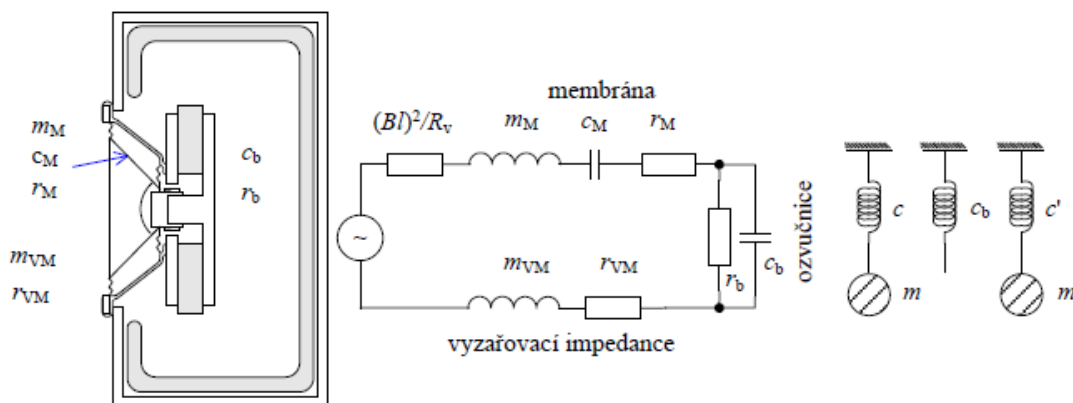 m_M
c_M
r_M
m_VM
r_VM
c_b
r_b
membrána
(Bl)²/R_v
m_M
c_M
r_M
~
m_VM
r_VM
r_b
c_b
vyzařovací impedance
ozvučnice
c
c_b
c'
m
m